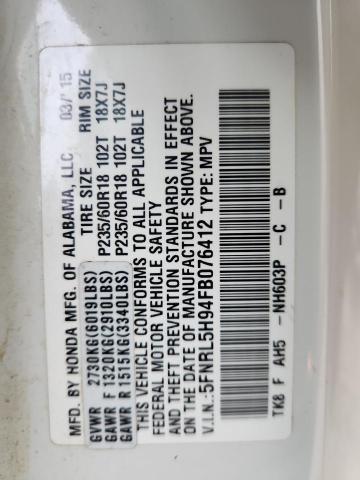 MFD. BY HONDA MFG. OF ALABAMA, LLC 03/ 15
TIRE SIZE RIM SIZE
GVWR 2730KG(6019LBS)
GAWR F 1320KG(2910LBS) P235/60R18 102T 18X7J
GAWR R 1515KG(3340LBS) P235/60R18 102T 18X7J
THIS VEHICLE CONFORMS TO ALL APPLICABLE
FEDERAL MOTOR VEHICLE SAFETY
AND THEFT PREVENTION STANDARDS IN EFFECT
ON THE DATE OF MANUFACTURE SHOWN ABOVE.
V.I.N.:5FNRL5H94FB076412 TYPE: MPV
TK8 F AH5 -NH603P - C - B